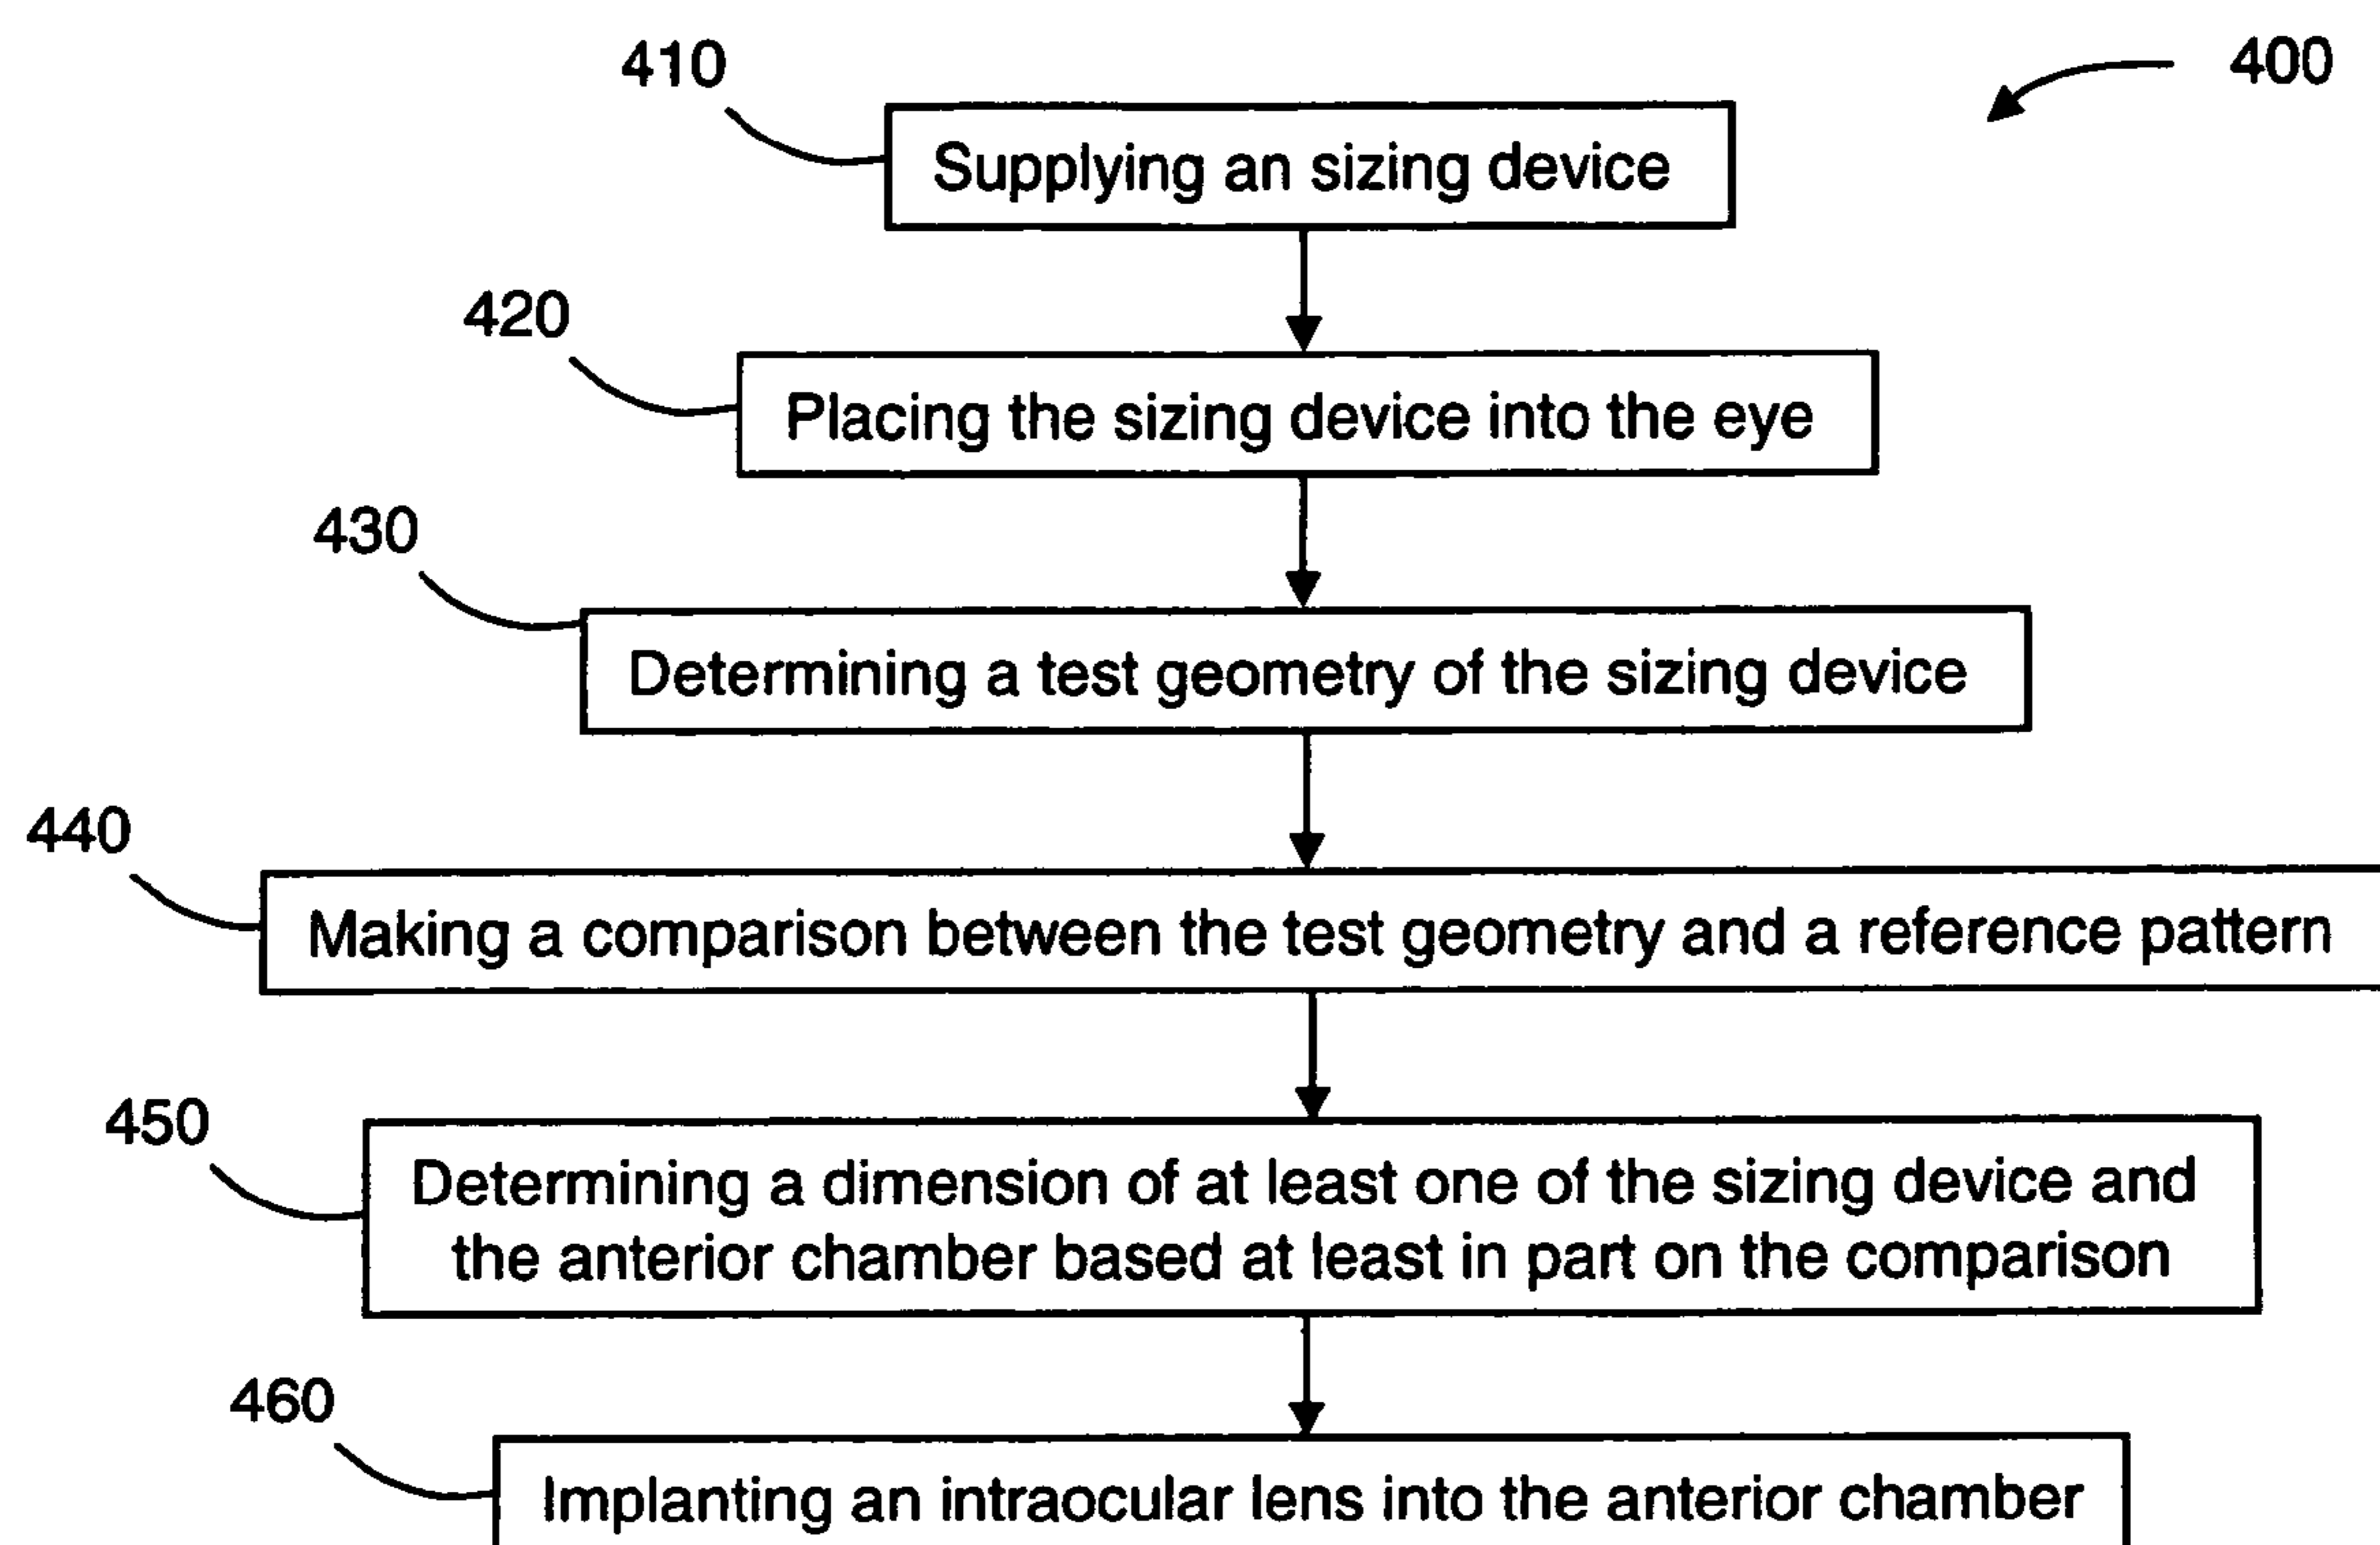 410
400
Supplying an sizing device
420
Placing the sizing device into the eye
430
Determining a test geometry of the sizing device
440
Making a comparison between the test geometry and a reference pattern
450
Determining a dimension of at least one of the sizing device and
the anterior chamber based at least in part on the comparison
460
Implanting an intraocular lens into the anterior chamber